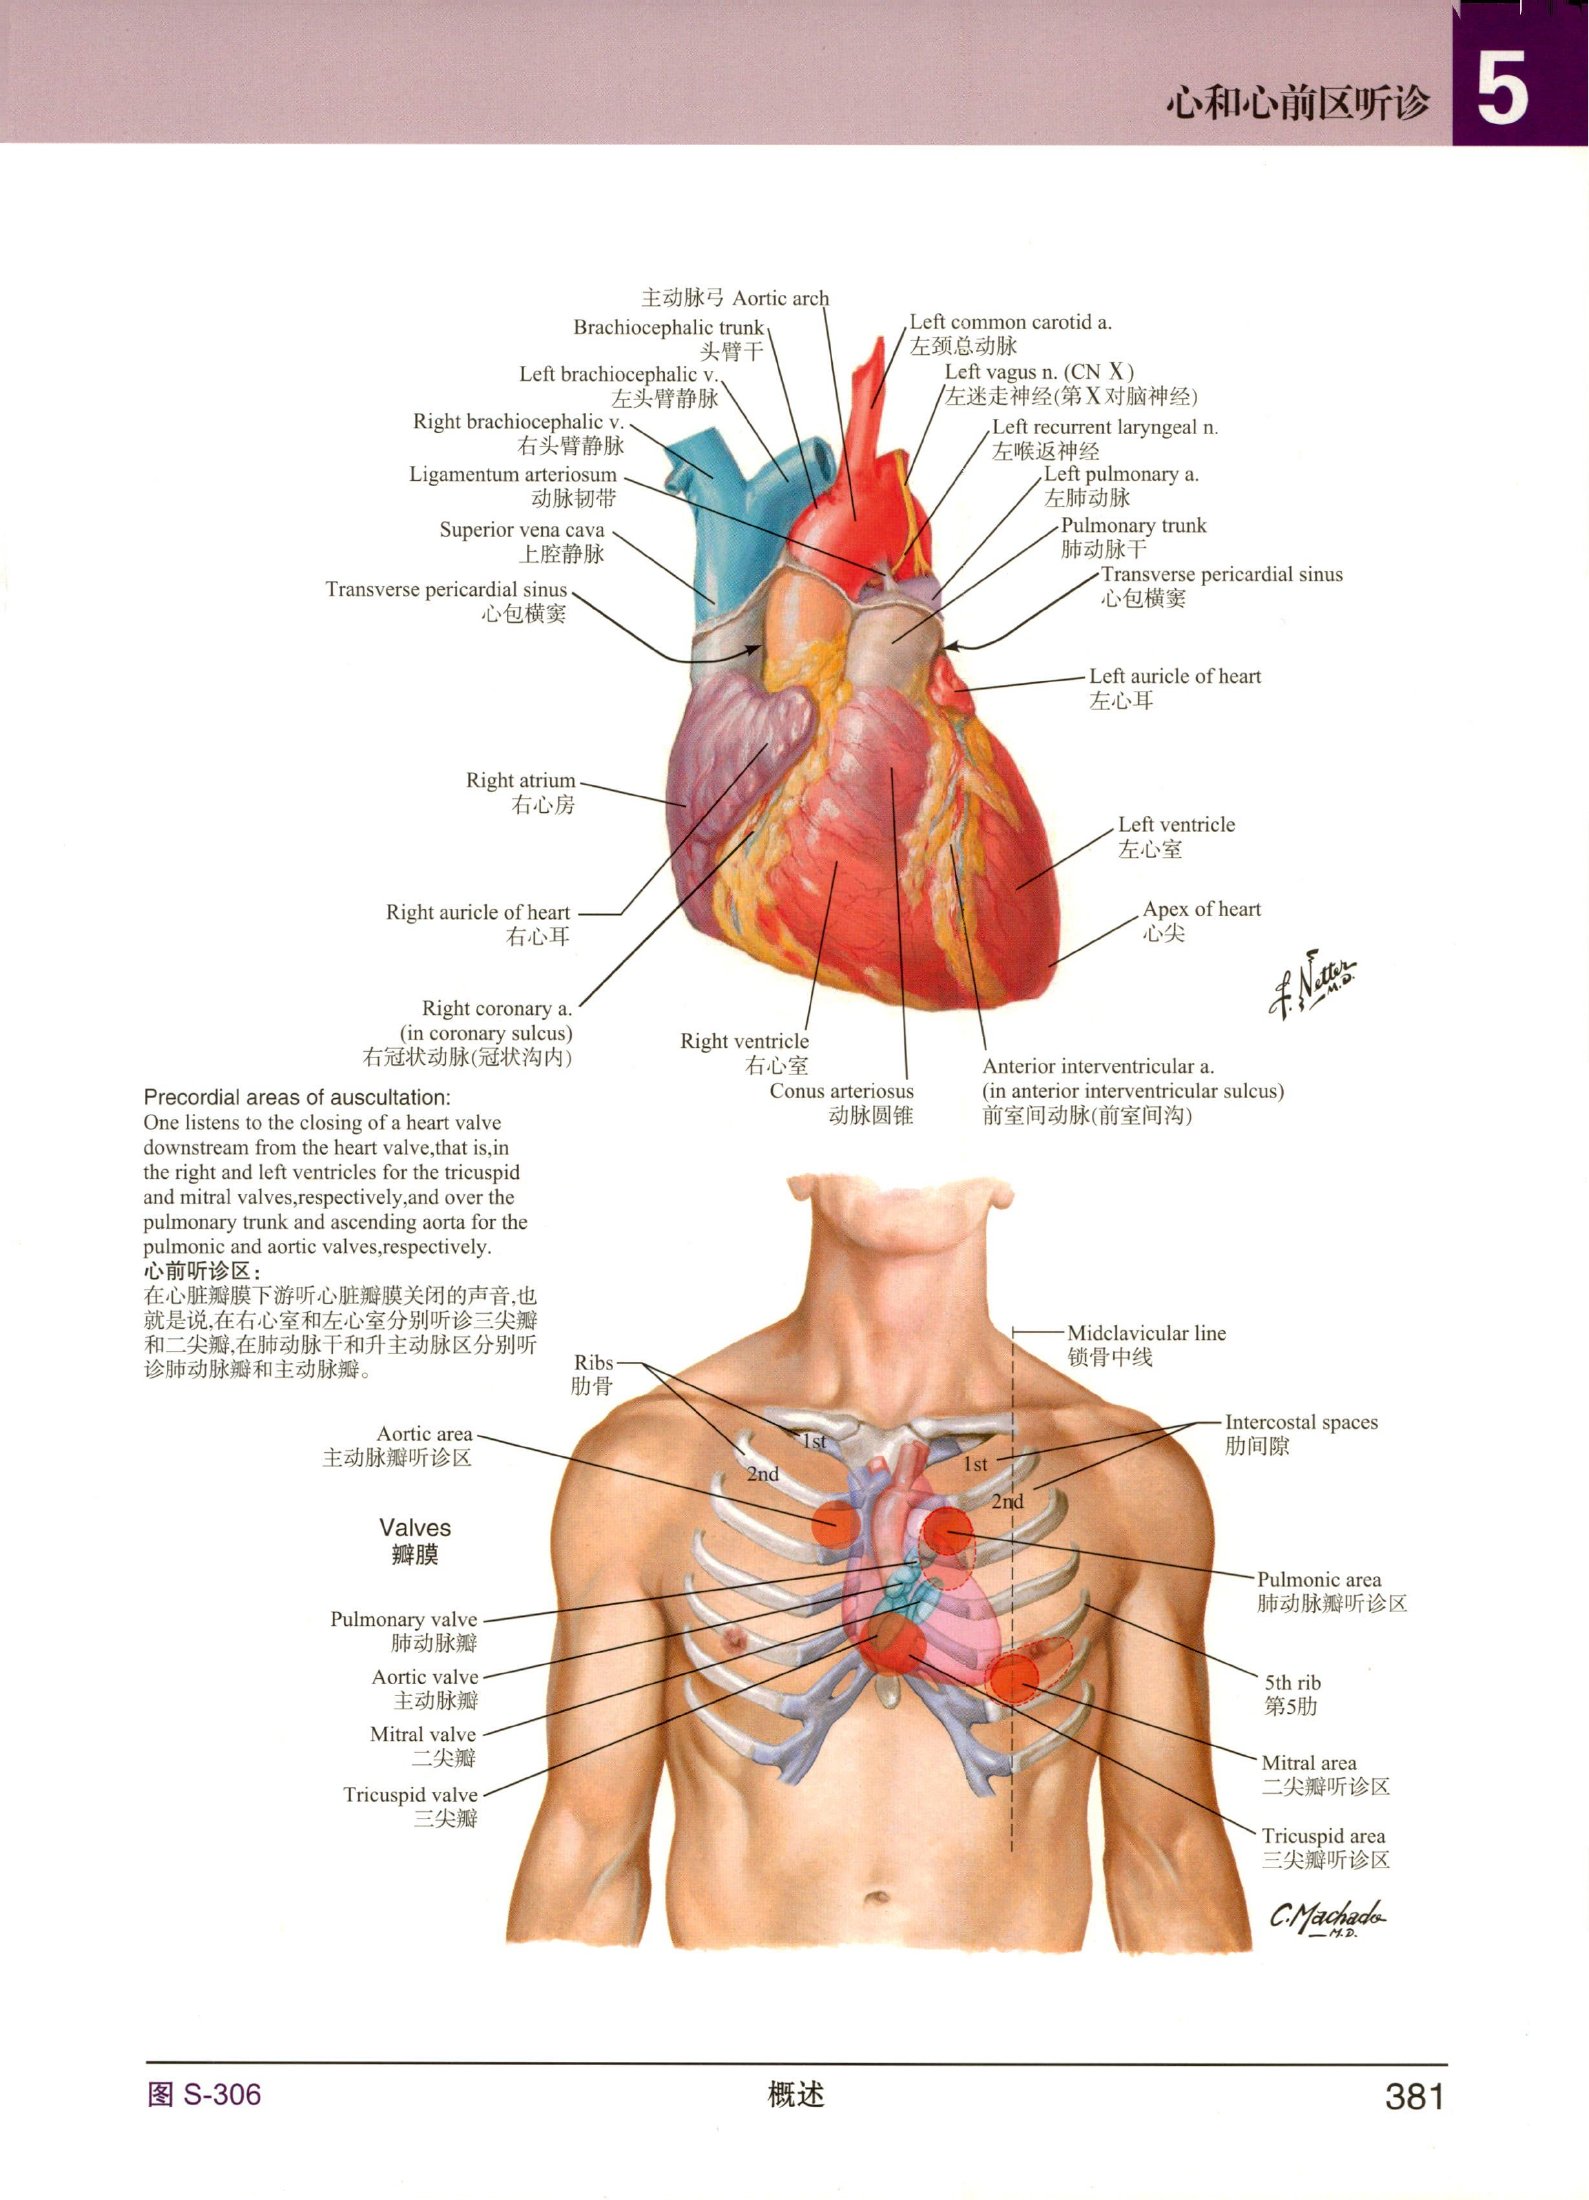 心和心前区听诊
5
主动脉弓 Aortic arch
Brachiocephalic trunk
头臂干
Left brachiocephalic v.
左头臂静脉
Right brachiocephalic v.
右头臂静脉
Ligamentum arteriosum
动脉韧带
Superior vena cava
上腔静脉
Transverse pericardial sinus
心包横窦
Left common carotid a.
左颈总动脉
Left vagus n. (CN X)
左迷走神经(第X对脑神经)
Left recurrent laryngeal n.
左喉返神经
Left pulmonary a.
左肺动脉
Pulmonary trunk
肺动脉干
Transverse pericardial sinus
心包横窦
Left auricle of heart
左心耳
Right atrium
右心房
Left ventricle
左心室
Right auricle of heart
右心耳
Apex of heart
心尖
F. Netter
M.D.
Right coronary a.
(in coronary sulcus)
右冠状动脉(冠状沟内)
Right ventricle
右心室
Conus arteriosus
动脉圆锥
Anterior interventricular a.
(in anterior interventricular sulcus)
前室间动脉(前室间沟)
Precordial areas of auscultation:
One listens to the closing of a heart valve
downstream from the heart valve,that is,in
the right and left ventricles for the tricuspid
and mitral valves,respectively,and over the
pulmonary trunk and ascending aorta for the
pulmonic and aortic valves,respectively.
心前听诊区:
在心脏瓣膜下游听心脏瓣膜关闭的声音,也
就是说,在右心室和左心室分别听诊三尖瓣
和二尖瓣,在肺动脉干和升主动脉区分别听
诊肺动脉瓣和主动脉瓣。
Midclavicular line
锁骨中线
Ribs
肋骨
Aortic area
主动脉瓣听诊区
1st
2nd
1st
2nd
Intercostal spaces
肋间隙
Valves
瓣膜
Pulmonary valve
肺动脉瓣
Aortic valve
主动脉瓣
Mitral valve
二尖瓣
Tricuspid valve
三尖瓣
Pulmonic area
肺动脉瓣听诊区
5th rib
第5肋
Mitral area
二尖瓣听诊区
Tricuspid area
三尖瓣听诊区
C.Machado
M.D.
图 S-306
概述
381